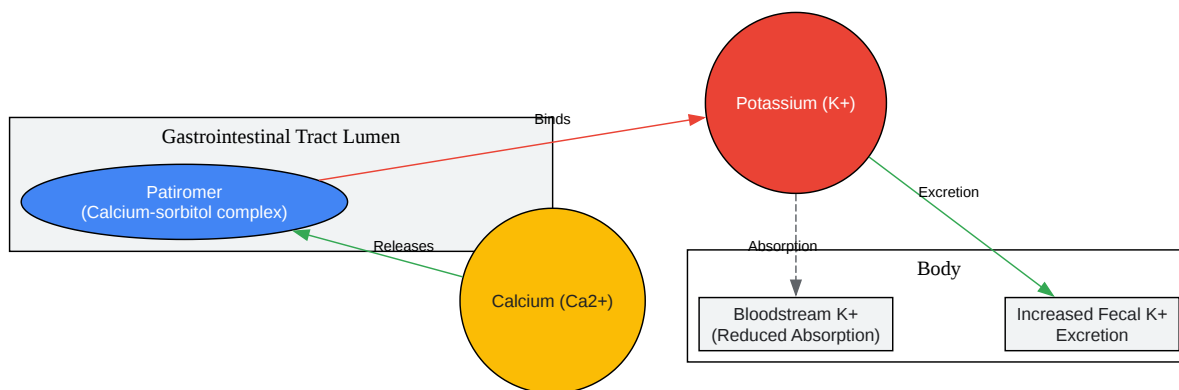 Potassium (K+)
Binds
Gastrointestinal Tract Lumen
Patiromer
(Calcium-sorbitol complex)
Excretion
Releases
Absorption
Body
Calcium (Ca2+)
Bloodstream K+
(Reduced Absorption)
Increased Fecal K+
Excretion